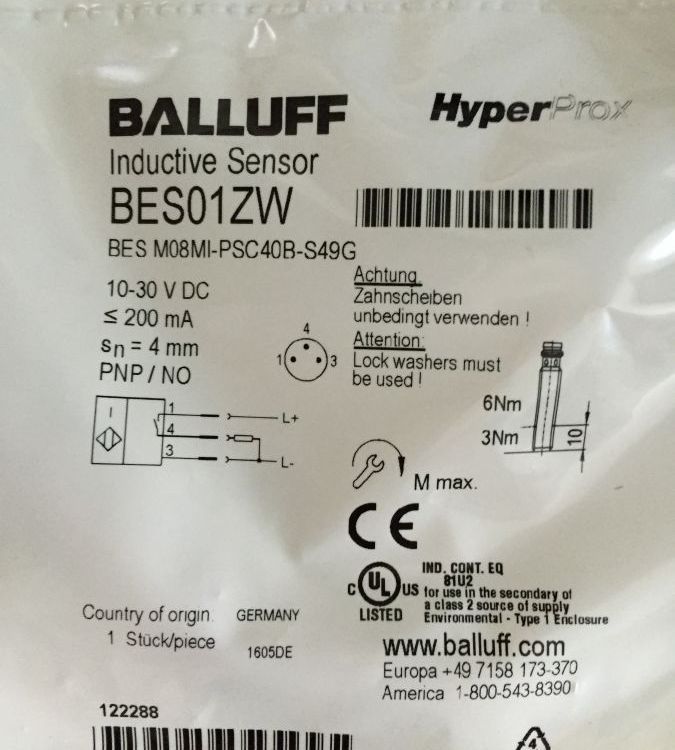 BALLUFF
HyperProx
Inductive Sensor
BES01ZW
BES M08MI-PSC40B-S49G
10-30 V DC
≤ 200 mA
sn = 4 mm
PNP / NO
4
1 3
Achtung
Zahnscheiben
unbedingt verwenden !
Attention:
Lock washers must
be used !
1 L+
4
3 L-
6Nm
3Nm
10
M max.
CE
C UL US
LISTED
IND. CONT. EQ
81U2
for use in the secondary of
a class 2 source of supply
Environmental - Type 1 Enclosure
Country of origin: GERMANY
1 Stück/piece 1605DE
www.balluff.com
Europa +49 7158 173-370
America 1-800-543-8390
122288
4